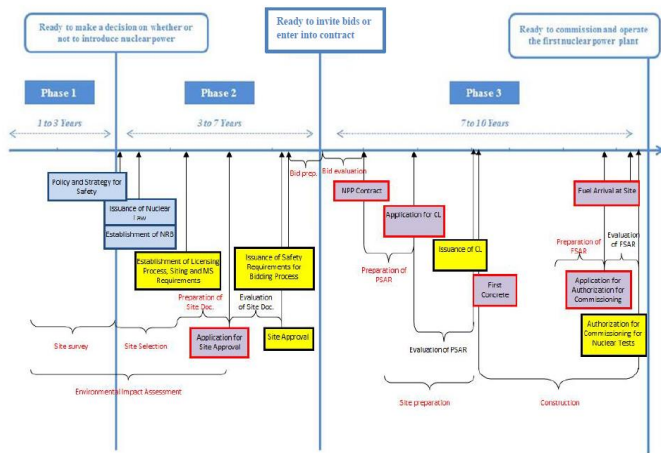 Ready to make a decision on whether or
not to introduce nuclear power
Ready to invite bids or
enter into contract
Ready to commission and operate
the first nuclear power plant
Phase 1
Phase 2
Phase 3
1 to 3 Years
3 to 7 Years
7 to 10 Years
Bid prep.
Bid evaluation
Policy and Strategy for
Safety
Issuance of Nuclear
Law
Establishment of NRB
Establishment of Licensing
Process, Siting and MS
Requirements
Issuance of Safety
Requirements for
Bidding Process
NPP Contract
Application for CL
Issuance of CL
First
Concrete
Fuel Arrival at Site
Preparation of
PSAR
Preparation
of FSAR
Evaluation
of FSAR
Application for
Authorization for
Commissioning
Authorization for
Commissioning for
Nuclear Tests
Preparation of
Site Doc.
Evaluation
of Site Doc.
Site survey
Site Selection
Application for
Site Approval
Site Approval
Evaluation of PSAR
Environmental Impact Assessment
Site preparation
Construction